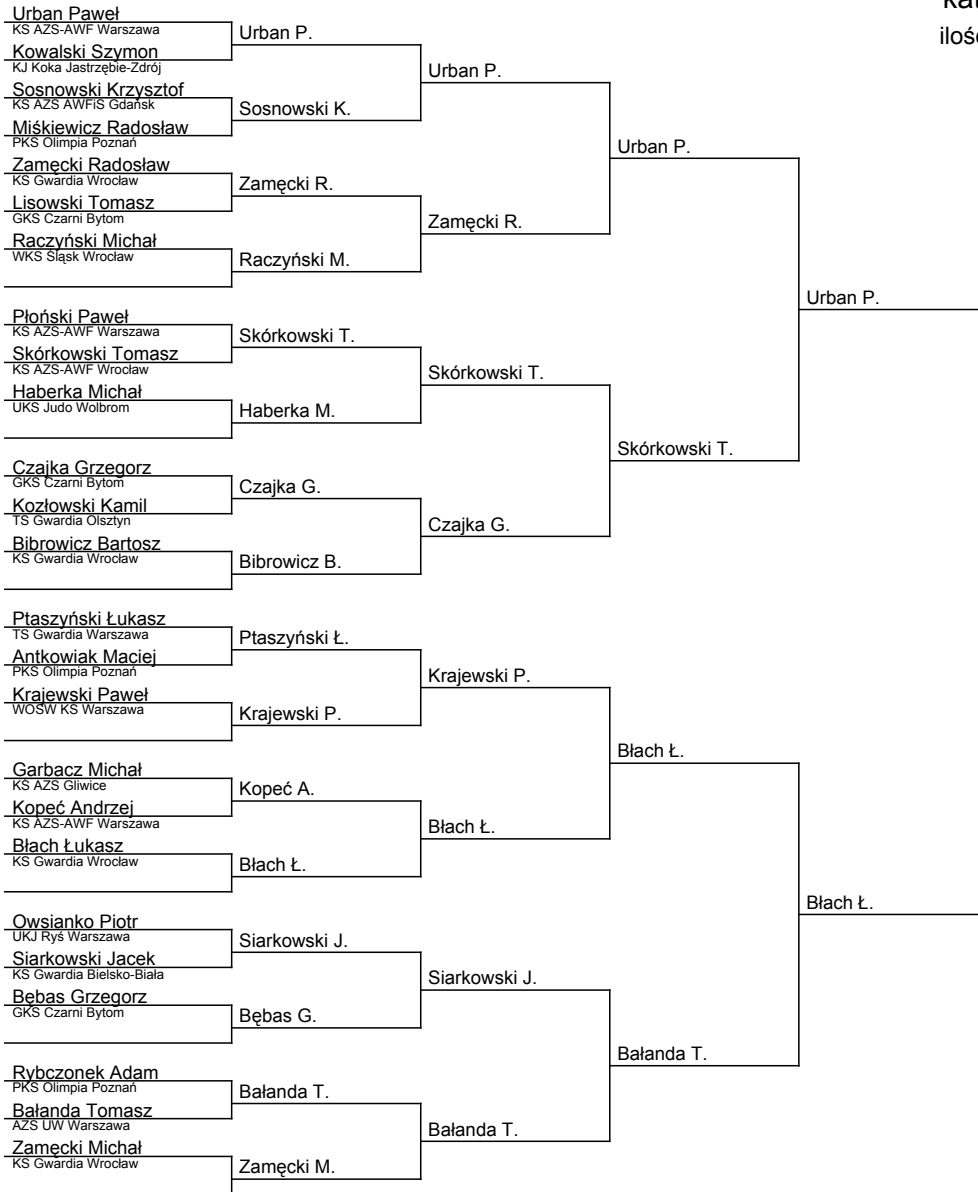 kat
ilość
Urban Paweł
KS AZS-AWF Warszawa
Kowalski Szymon
KJ Koka Jastrzębie-Zdrój
Sosnowski Krzysztof
KS AZS AWFiS Gdańsk
Miśkiewicz Radosław
PKS Olimpia Poznań
Zamęcki Radosław
KS Gwardia Wrocław
Lisowski Tomasz
GKS Czarni Bytom
Raczyński Michał
WKS Śląsk Wrocław
Płoński Paweł
KS AZS-AWF Warszawa
Skórkowski Tomasz
KS AZS-AWF Wrocław
Haberka Michał
UKS Judo Wolbrom
Czajka Grzegorz
GKS Czarni Bytom
Kozłowski Kamil
TS Gwardia Olsztyn
Bibrowicz Bartosz
KS Gwardia Wrocław
Ptaszyński Łukasz
TS Gwardia Warszawa
Antkowiak Maciej
PKS Olimpia Poznań
Krajewski Paweł
WOSW KS Warszawa
Garbacz Michał
KS AZS Gliwice
Kopeć Andrzej
KS AZS-AWF Warszawa
Błach Łukasz
KS Gwardia Wrocław
Owsianko Piotr
UKJ Ryś Warszawa
Siarkowski Jacek
KS Gwardia Bielsko-Biała
Bębas Grzegorz
GKS Czarni Bytom
Rybczonek Adam
PKS Olimpia Poznań
Bałanda Tomasz
AZS UW Warszawa
Zamęcki Michał
KS Gwardia Wrocław
Urban P.
Sosnowski K.
Zamęcki R.
Raczyński M.
Skórkowski T.
Haberka M.
Czajka G.
Bibrowicz B.
Ptaszyński Ł.
Krajewski P.
Kopeć A.
Błach Ł.
Siarkowski J.
Bębas G.
Bałanda T.
Zamęcki M.
Urban P.
Zamęcki R.
Skórkowski T.
Czajka G.
Krajewski P.
Błach Ł.
Siarkowski J.
Bałanda T.
Urban P.
Skórkowski T.
Błach Ł.
Bałanda T.
Urban P.
Błach Ł.